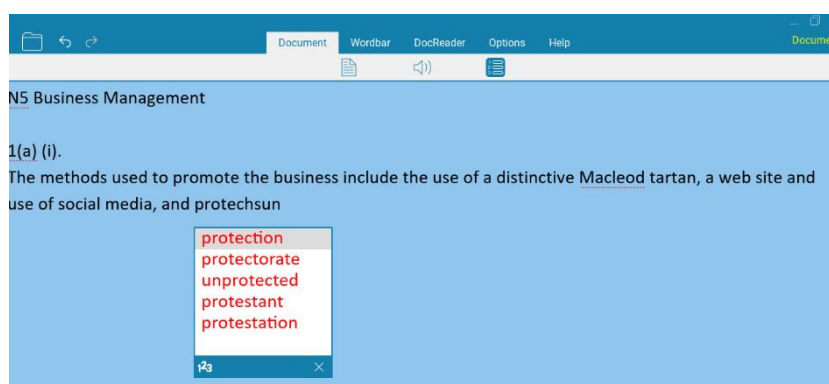 Document Wordbar DocReader Options Help
Docume
N5 Business Management
1(a) (i).
The methods used to promote the business include the use of a distinctive Macleod tartan, a web site and
use of social media, and protechsun
protection
protectorate
unprotected
protestant
protestation
123